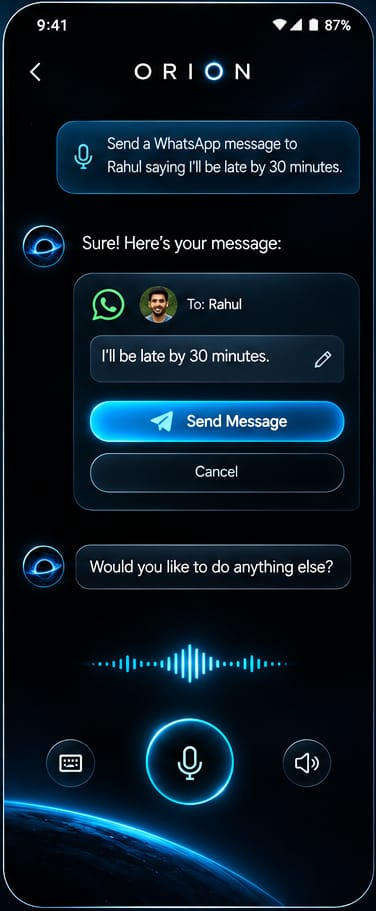 9:41
87%
ORION
Send a WhatsApp message to
Rahul saying I'll be late by 30 minutes.
Sure! Here's your message:
To: Rahul
I'll be late by 30 minutes.
Send Message
Cancel
Would you like to do anything else?